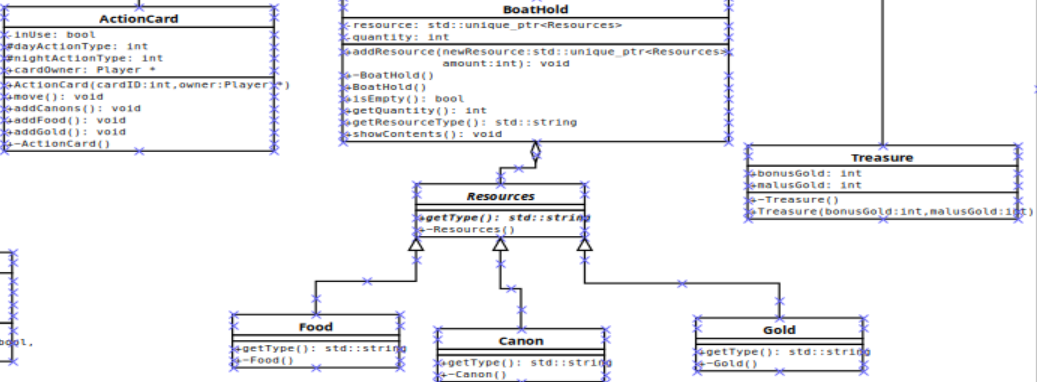 ActionCard
-inUse: bool
#dayActionType: int
#nightActionType: int
+cardOwner: Player *
+ActionCard(cardID:int,owner:Player *)
+move(): void
+addCanons(): void
+addFood(): void
+addGold(): void
+~ActionCard()
BoatHold
-resource: std::unique_ptr<Resources>
-quantity: int
+addResource(newResource:std::unique_ptr<Resources>
amount:int): void
+~BoatHold()
+BoatHold()
+isEmpty(): bool
+getQuantity(): int
+getResourceType(): std::string
+showContents(): void
Treasure
-bonusGold: int
-malusGold: int
+~Treasure()
+Treasure(bonusGold:int,malusGold:int)
Resources
+getType(): std::string
+~Resources()
bool,
Food
+getType(): std::string
+~Food()
Canon
+getType(): std::string
+~Canon()
Gold
+getType(): std::string
+~Gold()